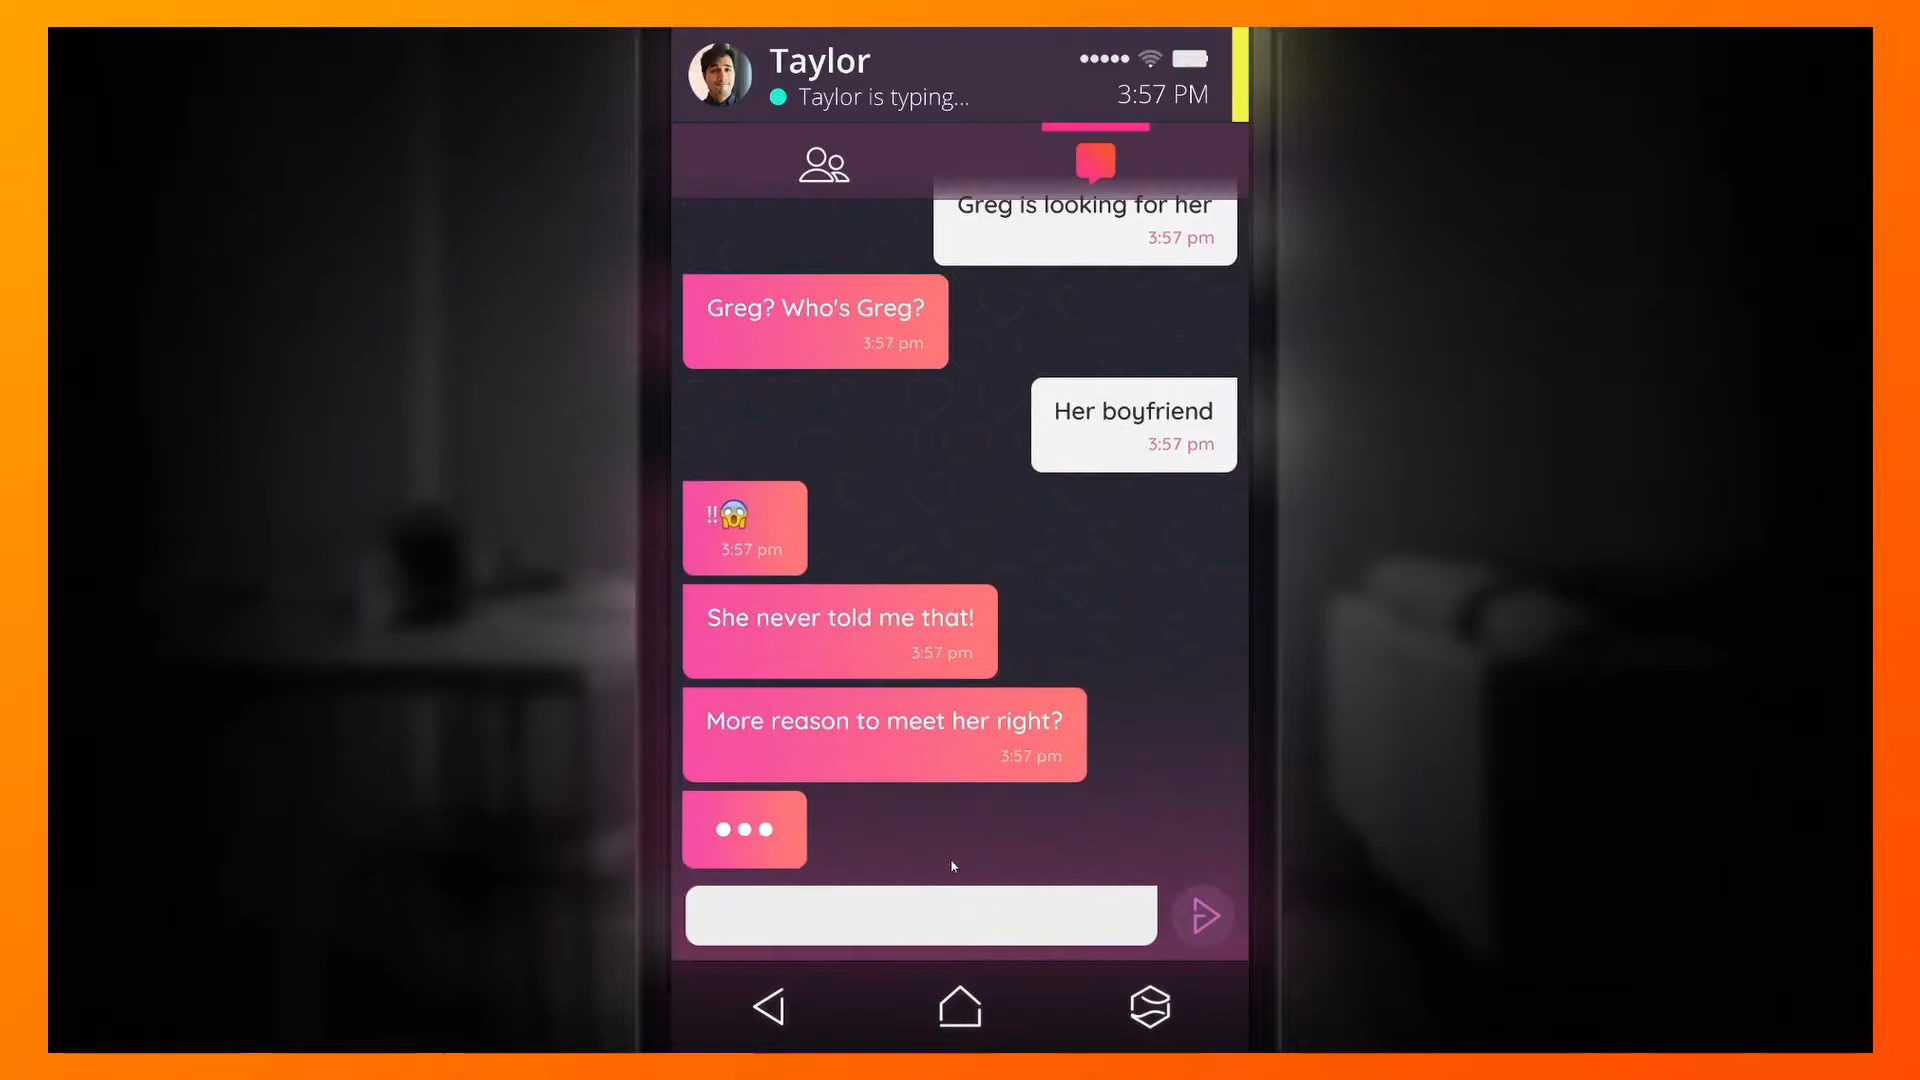 Taylor
Taylor is typing...
3:57 PM
Greg is looking for her
3:57 pm
Greg? Who's Greg?
3:57 pm
Her boyfriend
3:57 pm
!!😱
3:57 pm
She never told me that!
3:57 pm
More reason to meet her right?
3:57 pm